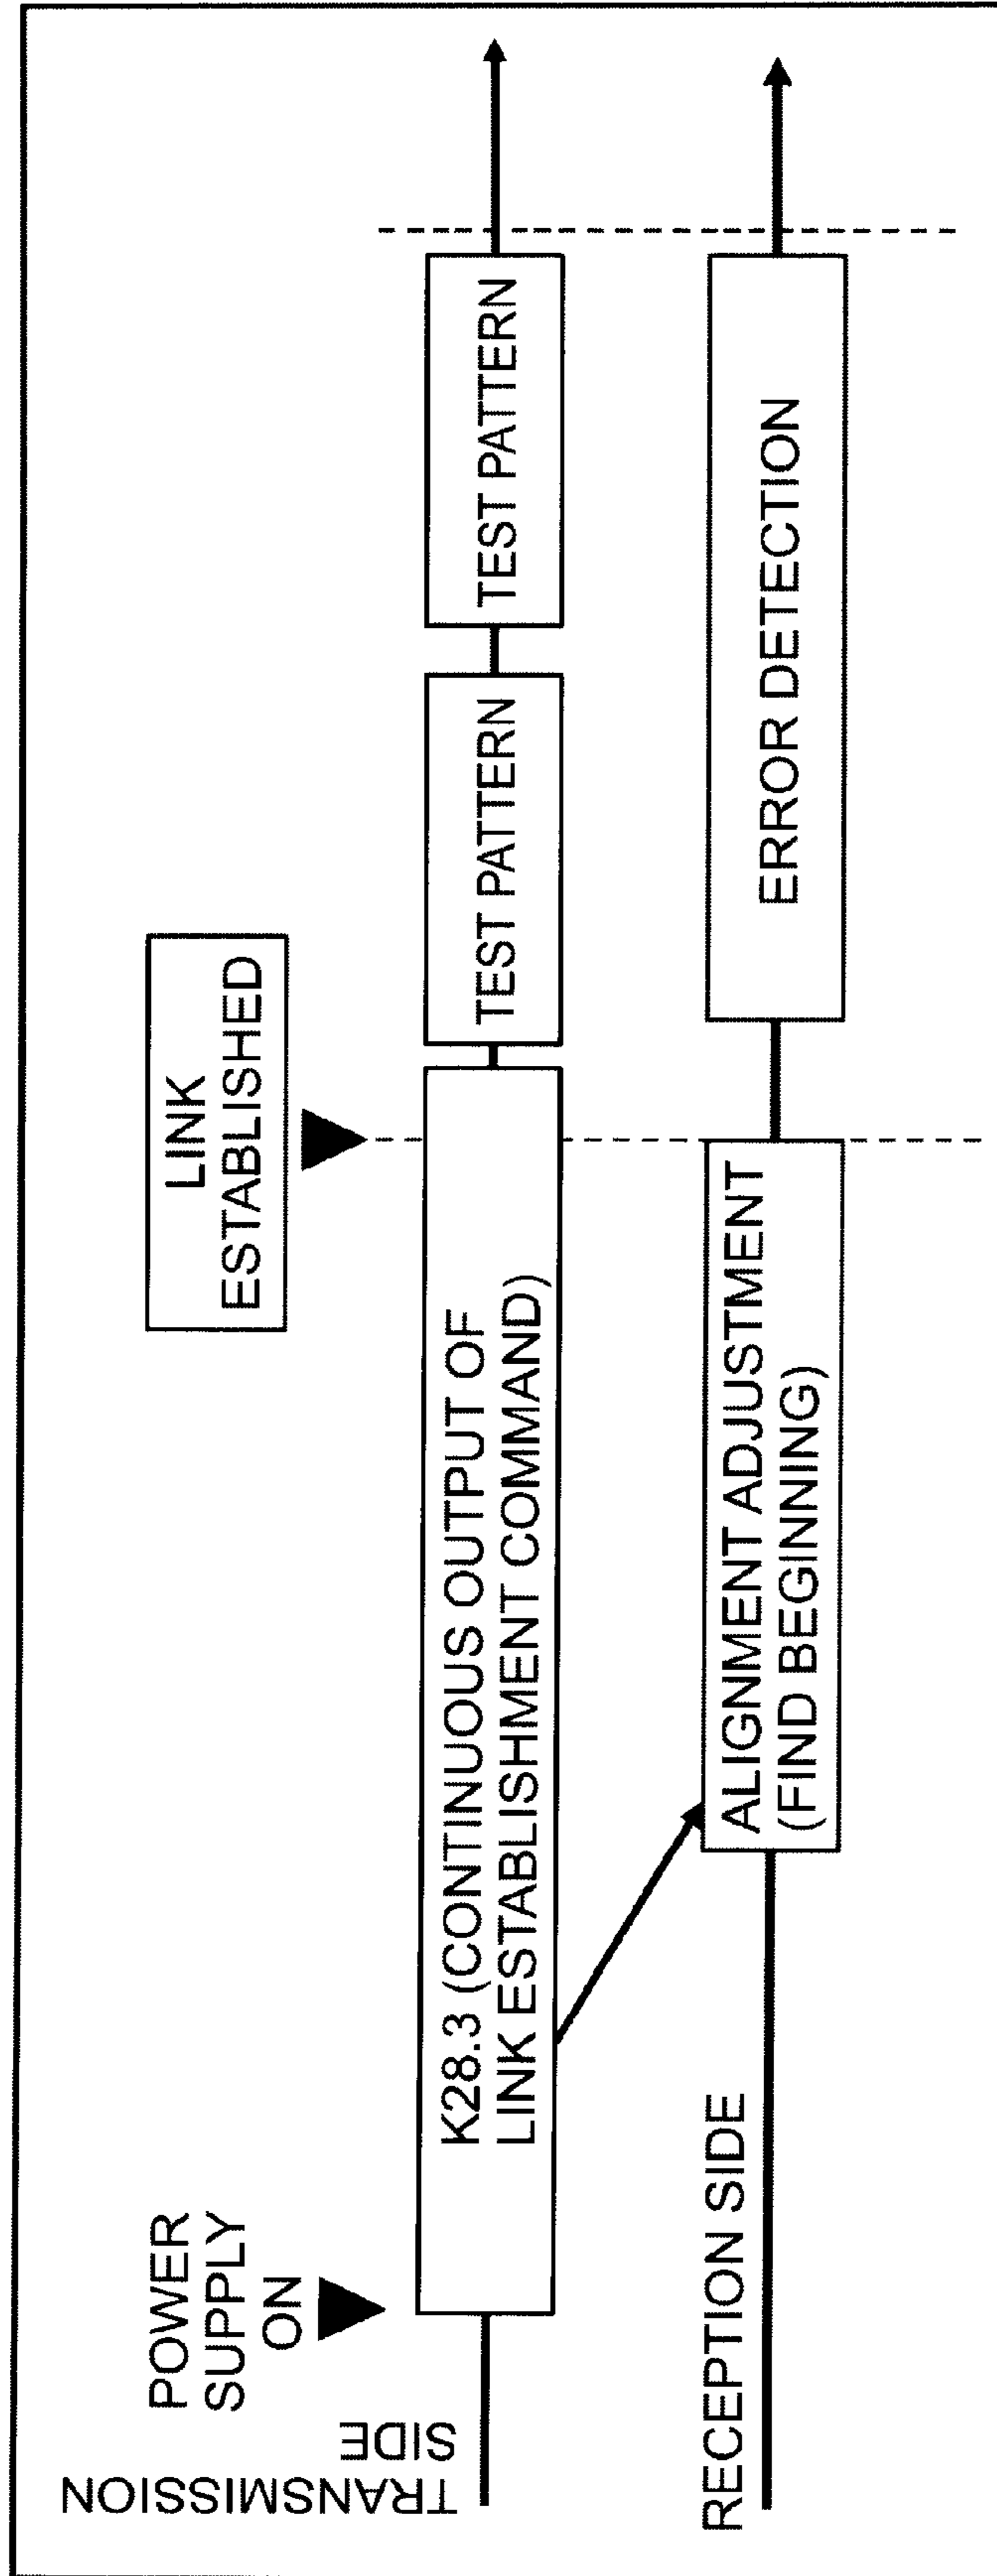 POWER
SUPPLY
ON
LINK
ESTABLISHED
TRANSMISSION
SIDE
K28.3 (CONTINUOUS OUTPUT OF
LINK ESTABLISHMENT COMMAND)
TEST PATTERN
TEST PATTERN
RECEPTION SIDE
ALIGNMENT ADJUSTMENT
(FIND BEGINNING)
ERROR DETECTION